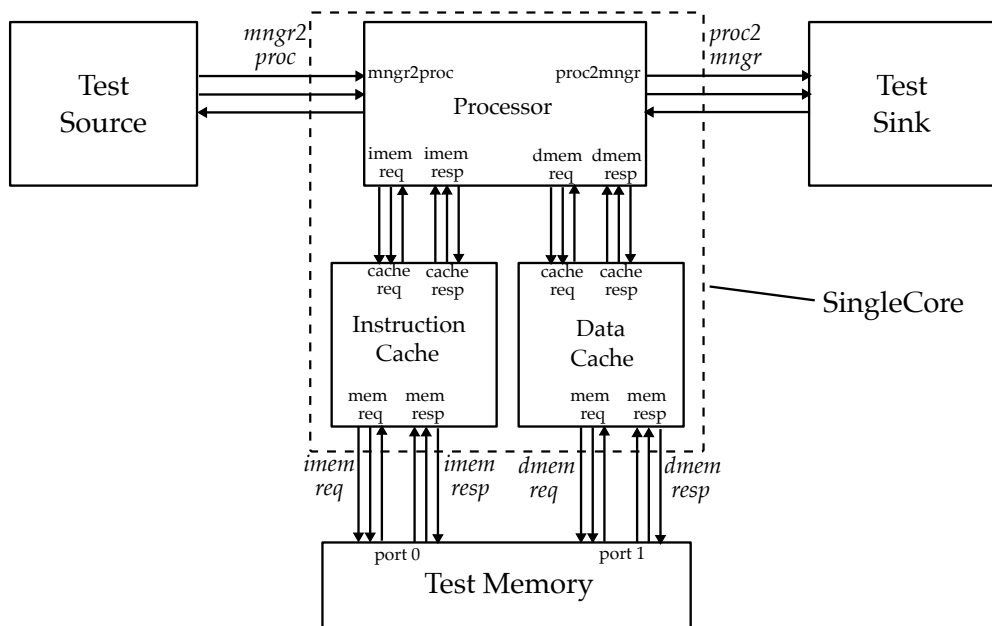 mngr2
proc
proc2
mngr
Test
Source
mngr2proc
proc2mngr
Processor
Test
Sink
imem
req
imem
resp
dmem
req
dmem
resp
cache
req
cache
resp
cache
req
cache
resp
Instruction
Cache
Data
Cache
SingleCore
mem
req
mem
resp
mem
req
mem
resp
imem
req
imem
resp
dmem
req
dmem
resp
port 0
port 1
Test Memory